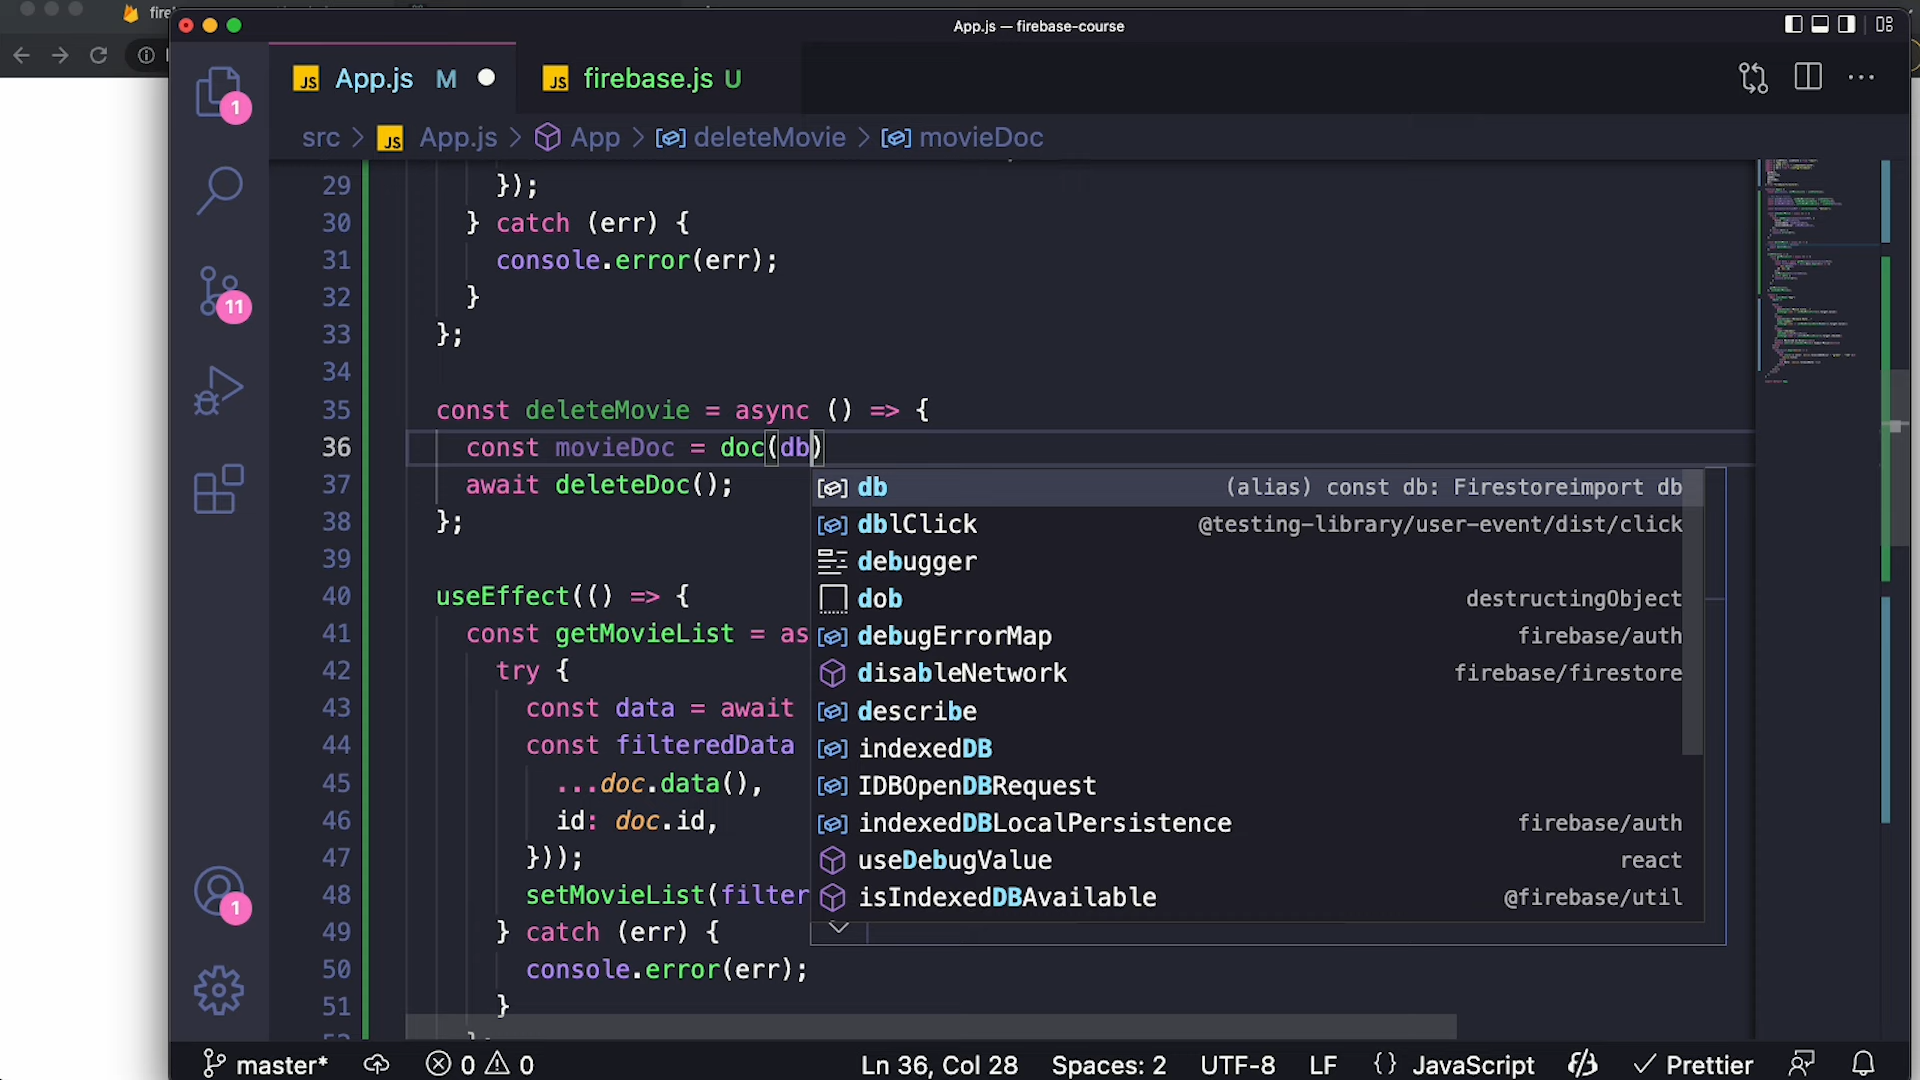 App.js — firebase-course
JS App.js M
JS firebase.js U
src > JS App.js > App > deleteMovie > movieDoc
1
11
1
29 });
30 } catch (err) {
31 console.error(err);
32 }
33 };
34
35 const deleteMovie = async () => {
36 const movieDoc = doc(db)
37 await deleteDoc();
38 };
39
40 useEffect(() => {
41 const getMovieList = as
42 try {
43 const data = await
44 const filteredData
45 ...doc.data(),
46 id: doc.id,
47 }));
48 setMovieList(filter
49 } catch (err) {
50 console.error(err);
51 }
db (alias) const db: Firestoreimport db
dblClick @testing-library/user-event/dist/click
debugger
dob destructingObject
debugErrorMap firebase/auth
disableNetwork firebase/firestore
describe
indexedDB
IDBOpenDBRequest
indexedDBLocalPersistence firebase/auth
useDebugValue react
isIndexedDBAvailable @firebase/util
master* 0 0 Ln 36, Col 28 Spaces: 2 UTF-8 LF {} JavaScript Prettier